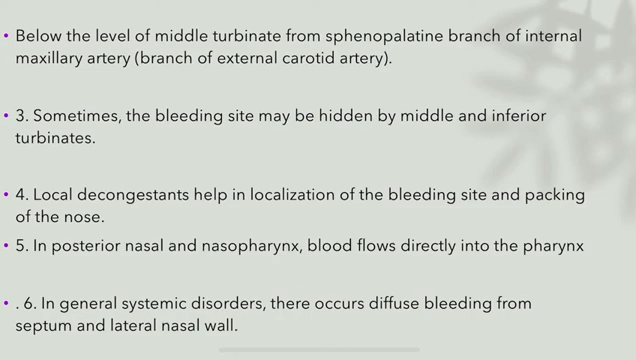 • Below the level of middle turbinate from sphenopalatine branch of internal
maxillary artery (branch of external carotid artery).
• 3. Sometimes, the bleeding site may be hidden by middle and inferior
turbinates.
• 4. Local decongestants help in localization of the bleeding site and packing
of the nose.
• 5. In posterior nasal and nasopharynx, blood flows directly into the pharynx
• . 6. In general systemic disorders, there occurs diffuse bleeding from
septum and lateral nasal wall.